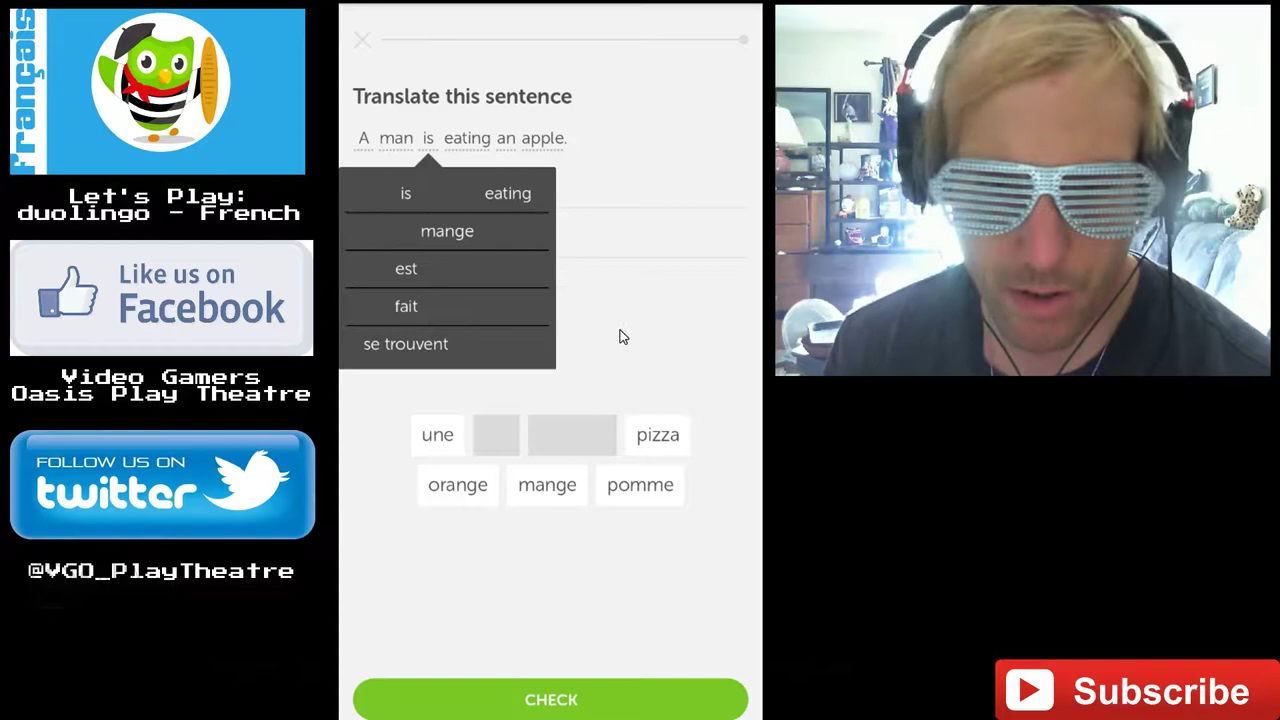 Français
Let's Play:
duolingo - French
Like us on
Facebook
Video Gamers
Oasis Play Theatre
FOLLOW US ON
twitter
@VGO_PlayTheatre
Translate this sentence
A man is eating an apple.
is eating
mange
est
fait
se trouvent
une pizza
orange mange pomme
CHECK
Subscribe